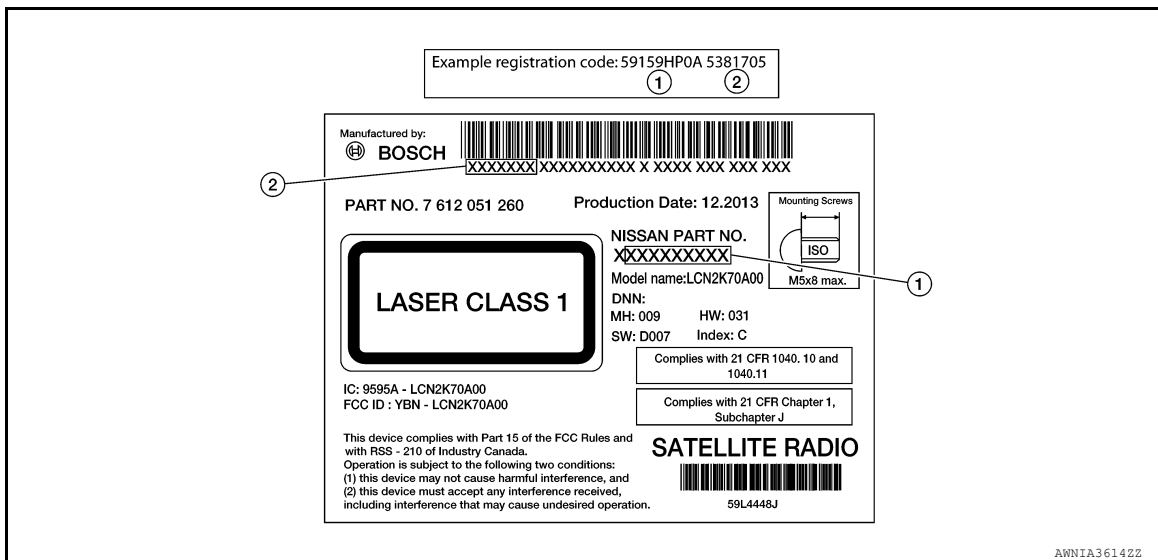 Example registration code: 59159HP0A 5381705
1 2
Manufactured by:
BOSCH
XXXXXXX XXXXXXXXXX X XXXX XXX XXX XXX
2
PART NO. 7 612 051 260
Production Date: 12.2013
Mounting Screws
ISO
M5x8 max.
NISSAN PART NO.
XXXXXXXXXX
1
Model name:LCN2K70A00
DNN:
MH: 009 HW: 031
SW: D007 Index: C
LASER CLASS 1
Complies with 21 CFR 1040. 10 and
1040.11
Complies with 21 CFR Chapter 1,
Subchapter J
IC: 9595A - LCN2K70A00
FCC ID : YBN - LCN2K70A00
This device complies with Part 15 of the FCC Rules and
with RSS - 210 of Industry Canada.
Operation is subject to the following two conditions:
(1) this device may not cause harmful interference, and
(2) this device must accept any interference received,
including interference that may cause undesired operation.
SATELLITE RADIO
59L4448J
AWNIA3614ZZ